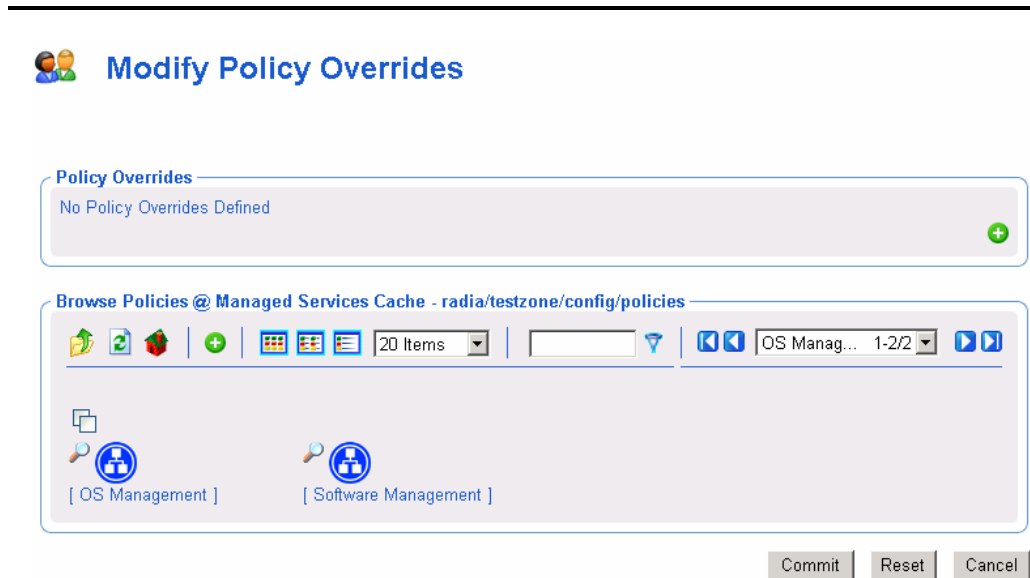 Modify Policy Overrides
Policy Overrides
No Policy Overrides Defined
Browse Policies @ Managed Services Cache - radia/testzone/config/policies
20 Items OS Manag... 1-2/2
[ OS Management ] [ Software Management ]
Commit Reset Cancel